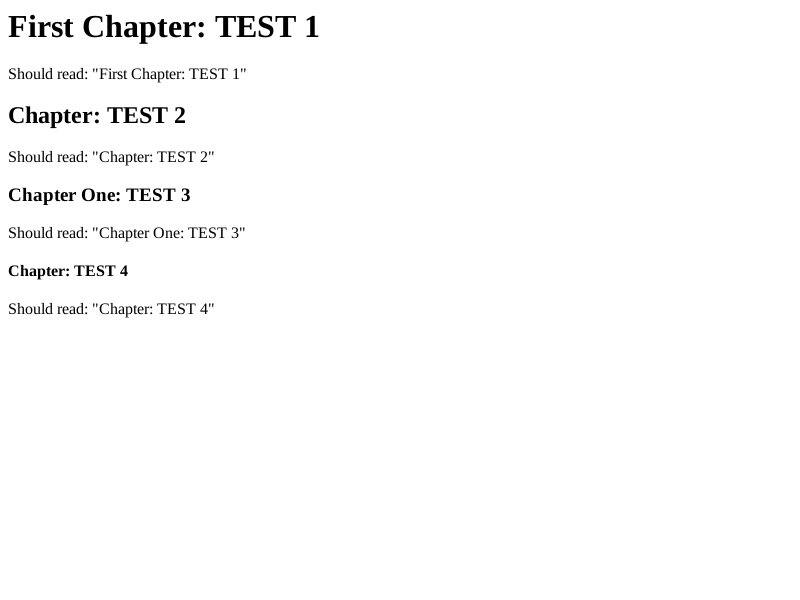 First Chapter: TEST 1
Should read: "First Chapter: TEST 1"
Chapter: TEST 2
Should read: "Chapter: TEST 2"
Chapter One: TEST 3
Should read: "Chapter One: TEST 3"
Chapter: TEST 4
Should read: "Chapter: TEST 4"